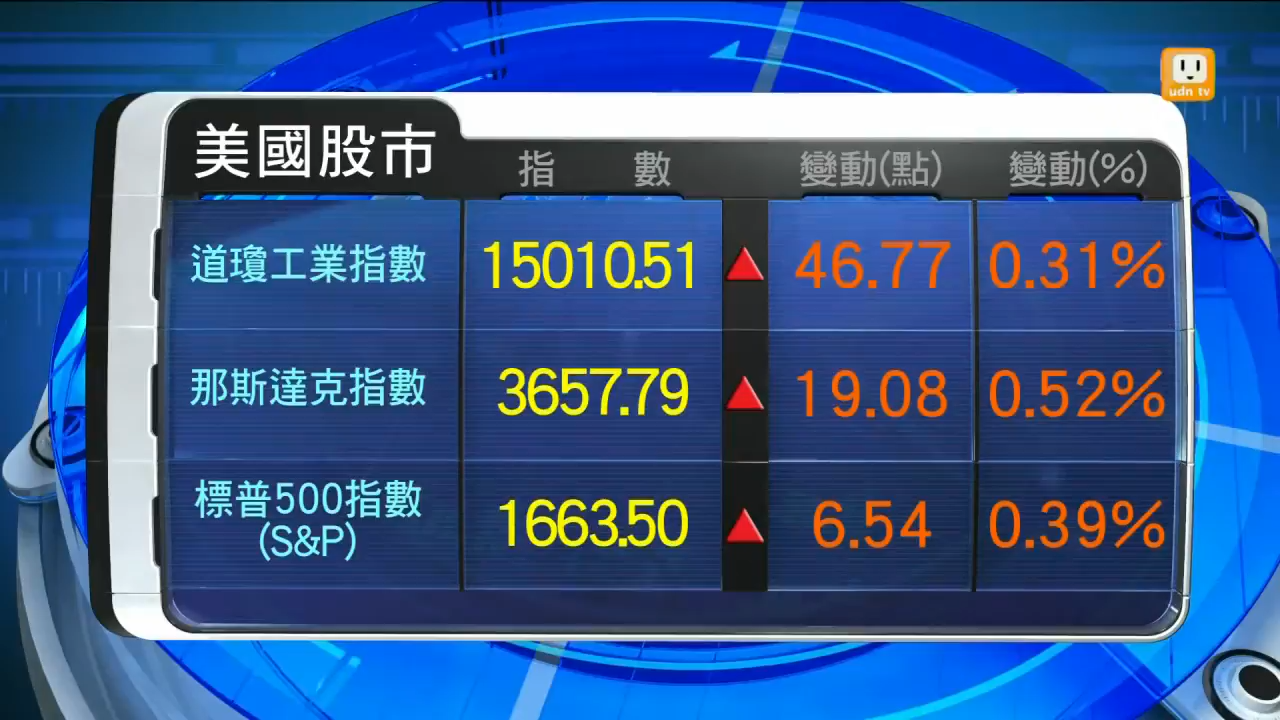 udn tv
美國股市 指 數 變動(點) 變動(%)
道瓊工業指數 15010.51 ▲ 46.77 0.31%
那斯達克指數 3657.79 ▲ 19.08 0.52%
標普500指數
(S&P) 1663.50 ▲ 6.54 0.39%